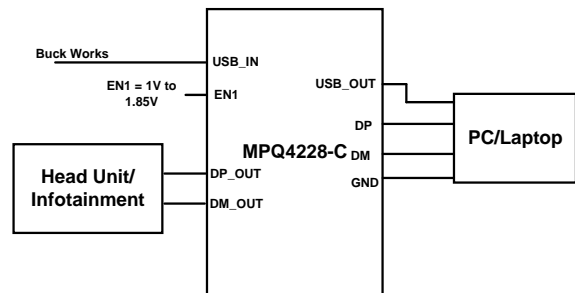 Buck Works
USB_IN
EN1 = 1V to
1.85V
EN1
USB_OUT
DP
MPQ4228-C
DM
GND
PC/Laptop
Head Unit/
Infotainment
DP_OUT
DM_OUT